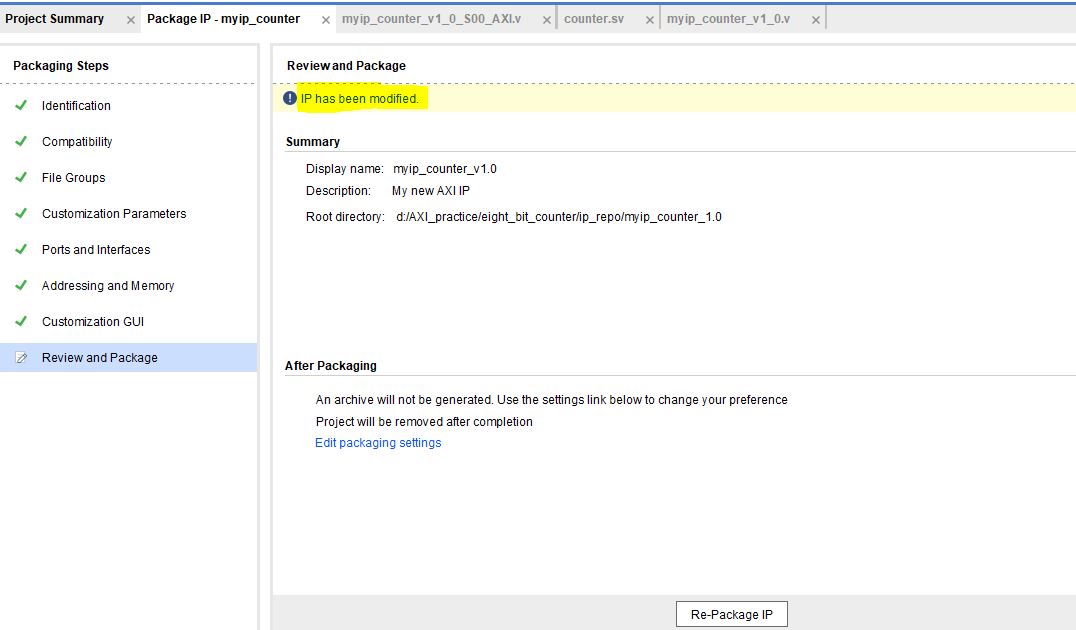 Project Summary
Package IP - myip_counter
myip_counter_v1_0_S00_AXI.v
counter.sv
myip_counter_v1_0.v
Packaging Steps
Identification
Compatibility
File Groups
Customization Parameters
Ports and Interfaces
Addressing and Memory
Customization GUI
Review and Package
Review and Package
IP has been modified.
Summary
Display name: myip_counter_v1.0
Description: My new AXI IP
Root directory: d:/AXI_practice/eight_bit_counter/ip_repo/myip_counter_1.0
After Packaging
An archive will not be generated. Use the settings link below to change your preference
Project will be removed after completion
Edit packaging settings
Re-Package IP